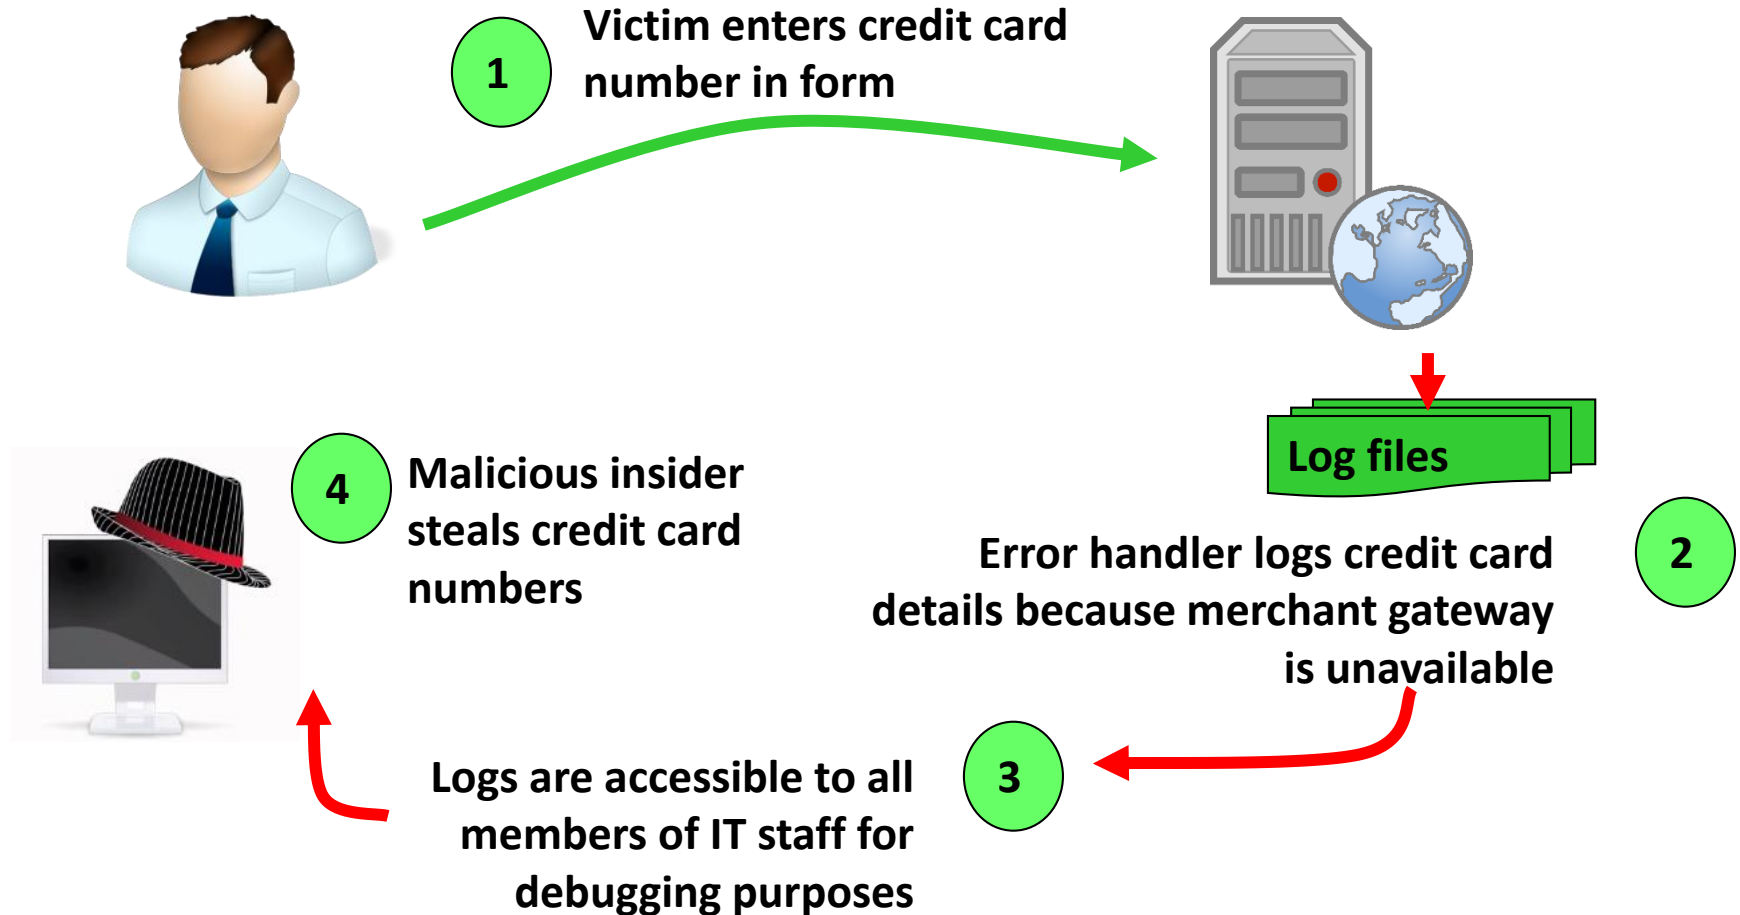 1
Victim enters credit card
number in form
Log files
2
Error handler logs credit card
details because merchant gateway
is unavailable
3
Logs are accessible to all
members of IT staff for
debugging purposes
4
Malicious insider
steals credit card
numbers